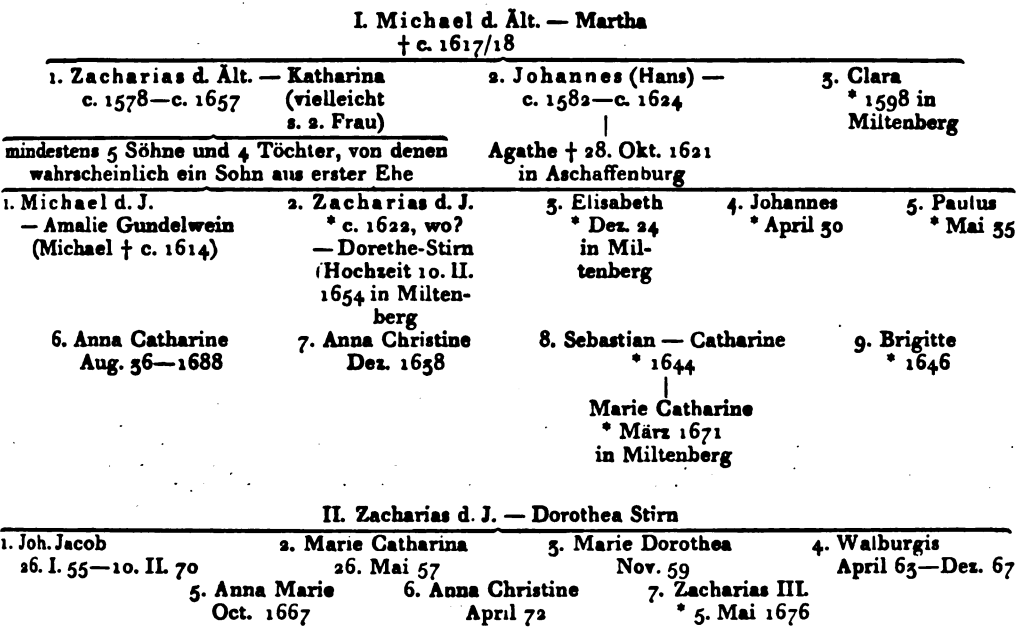 I. Michael d. Ält. — Martha
† c. 1617/18
1. Zacharias d. Ält. — Katharina 2. Johannes (Hans) — 3. Clara
c. 1578—c. 1657 (vielleicht c. 1582—c. 1624 * 1598 in
s. 2. Frau) Miltenberg
mindestens 5 Söhne und 4 Töchter, von denen Agathe † 28. Okt. 1621
wahrscheinlich ein Sohn aus erster Ehe in Aschaffenburg
1. Michael d. J. 2. Zacharias d. J. 3. Elisabeth 4. Johannes 5. Paulus
— Amalie Gundelwein * c. 1622, wo? * Dez. 24 * April 30 * Mai 35
(Michael † c. 1614) — Dorethe-Stirn in Mil-
(Hochzeit 10. II. tenberg
1654 in Milten-
berg
6. Anna Catharine 7. Anna Christine 8. Sebastian — Catharine 9. Brigitte
Aug. 36—1688 Dez. 1638 * 1644 * 1646
Marie Catharine
* März 1671
in Miltenberg
II. Zacharias d. J. — Dorothea Stirn
1. Joh. Jacob 2. Marie Catharina 3. Marie Dorothea 4. Walburgis
26. I. 55—10. II. 70 26. Mai 57 Nov. 59 April 63—Dez. 67
5. Anna Marie 6. Anna Christine 7. Zacharias III.
Oct. 1667 April 72 * 5. Mai 1676